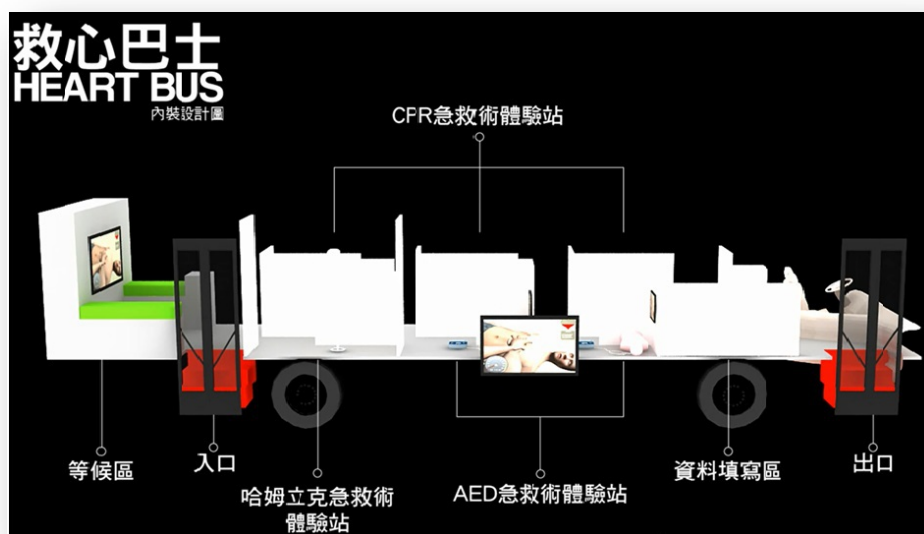 救心巴士
HEART BUS
內裝設計圖
CPR急救術體驗站
等候區
入口
哈姆立克急救術
體驗站
AED急救術體驗站
資料填寫區
出口